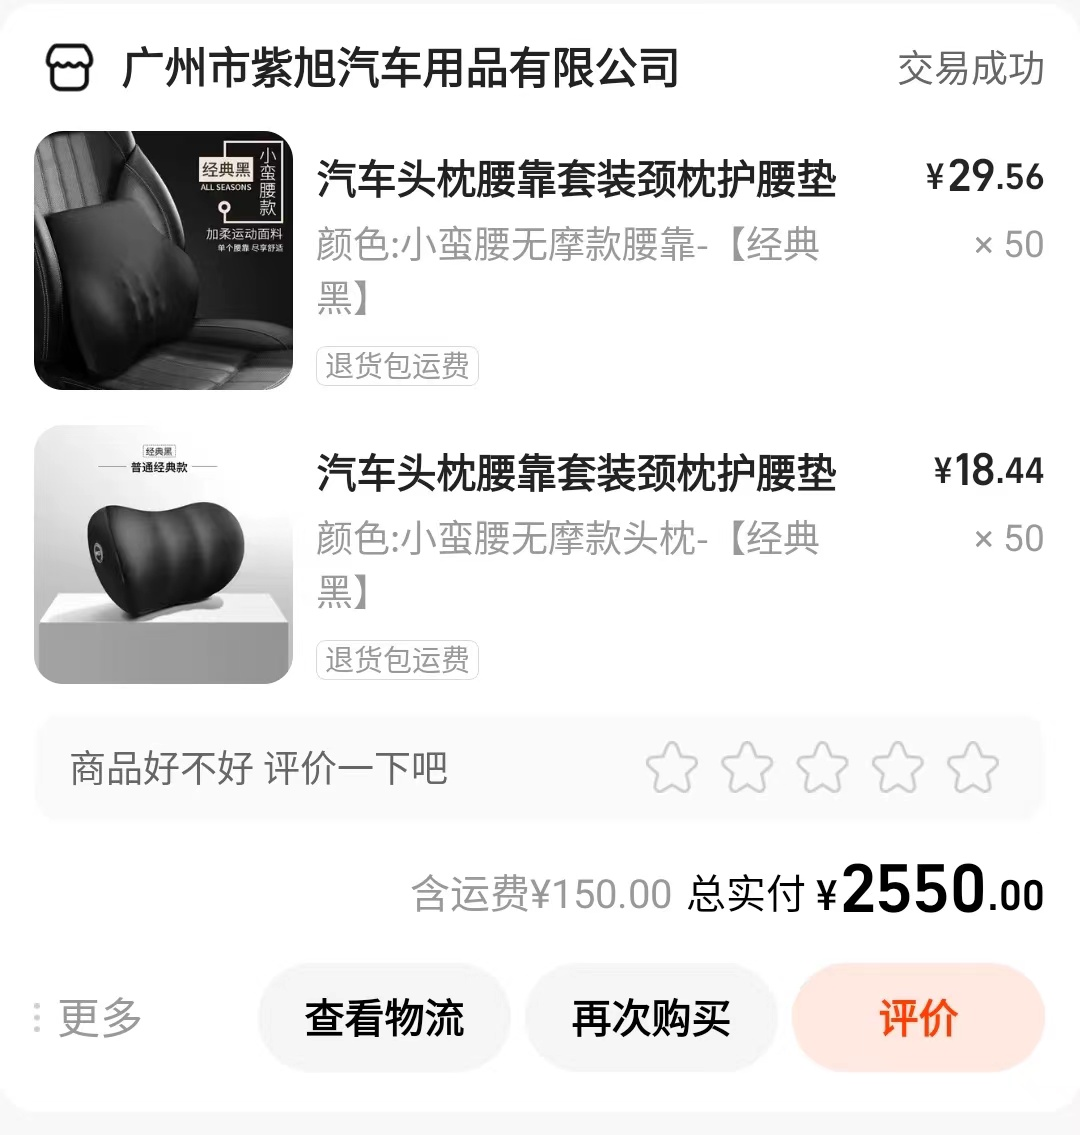 广州市紫旭汽车用品有限公司
交易成功
经典黑
ALL SEASONS
小蛮腰款
加柔运动面料
单个腰靠 尽享舒适
汽车头枕腰靠套装颈枕护腰垫
¥29.56
颜色:小蛮腰无摩款腰靠-【经典
× 50
黑】
退货包运费
经典黑
普通经典款
汽车头枕腰靠套装颈枕护腰垫
¥18.44
颜色:小蛮腰无摩款头枕-【经典
× 50
黑】
退货包运费
商品好不好 评价一下吧
含运费¥150.00 总实付 ¥2550.00
更多
查看物流
再次购买
评价